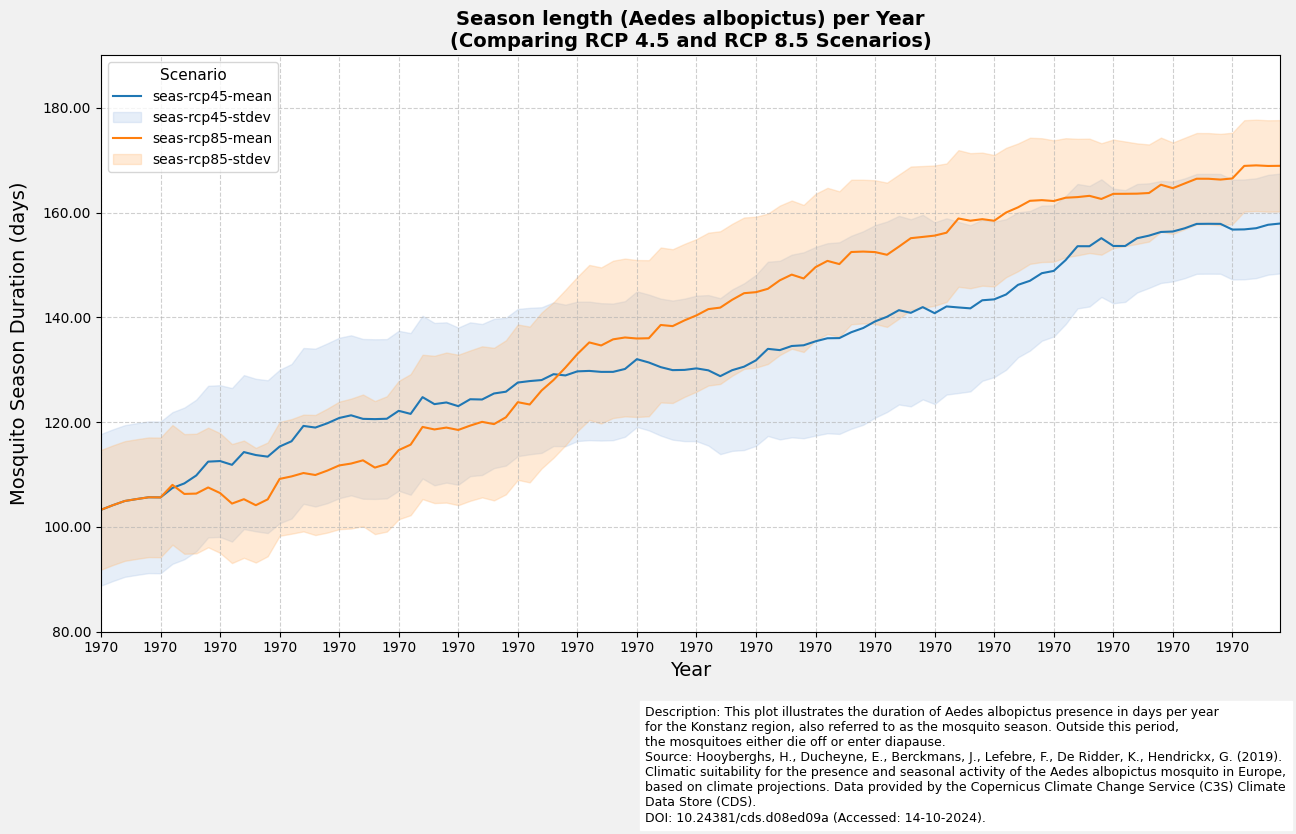 Season length (Aedes albopictus) per Year
(Comparing RCP 4.5 and RCP 8.5 Scenarios)
Scenario
seas-rcp45-mean
seas-rcp45-stdev
seas-rcp85-mean
seas-rcp85-stdev
Mosquito Season Duration (days)
180.00
160.00
140.00
120.00
100.00
80.00
1970 1970 1970 1970 1970 1970 1970 1970 1970 1970 1970 1970 1970 1970 1970 1970 1970 1970 1970 1970
Year
Description: This plot illustrates the duration of Aedes albopictus presence in days per year
for the Konstanz region, also referred to as the mosquito season. Outside this period,
the mosquitoes either die off or enter diapause.
Source: Hooyberghs, H., Ducheyne, E., Berckmans, J., Lefebre, F., De Ridder, K., Hendrickx, G. (2019).
Climatic suitability for the presence and seasonal activity of the Aedes albopictus mosquito in Europe,
based on climate projections. Data provided by the Copernicus Climate Change Service (C3S) Climate
Data Store (CDS).
DOI: 10.24381/cds.d08ed09a (Accessed: 14-10-2024).